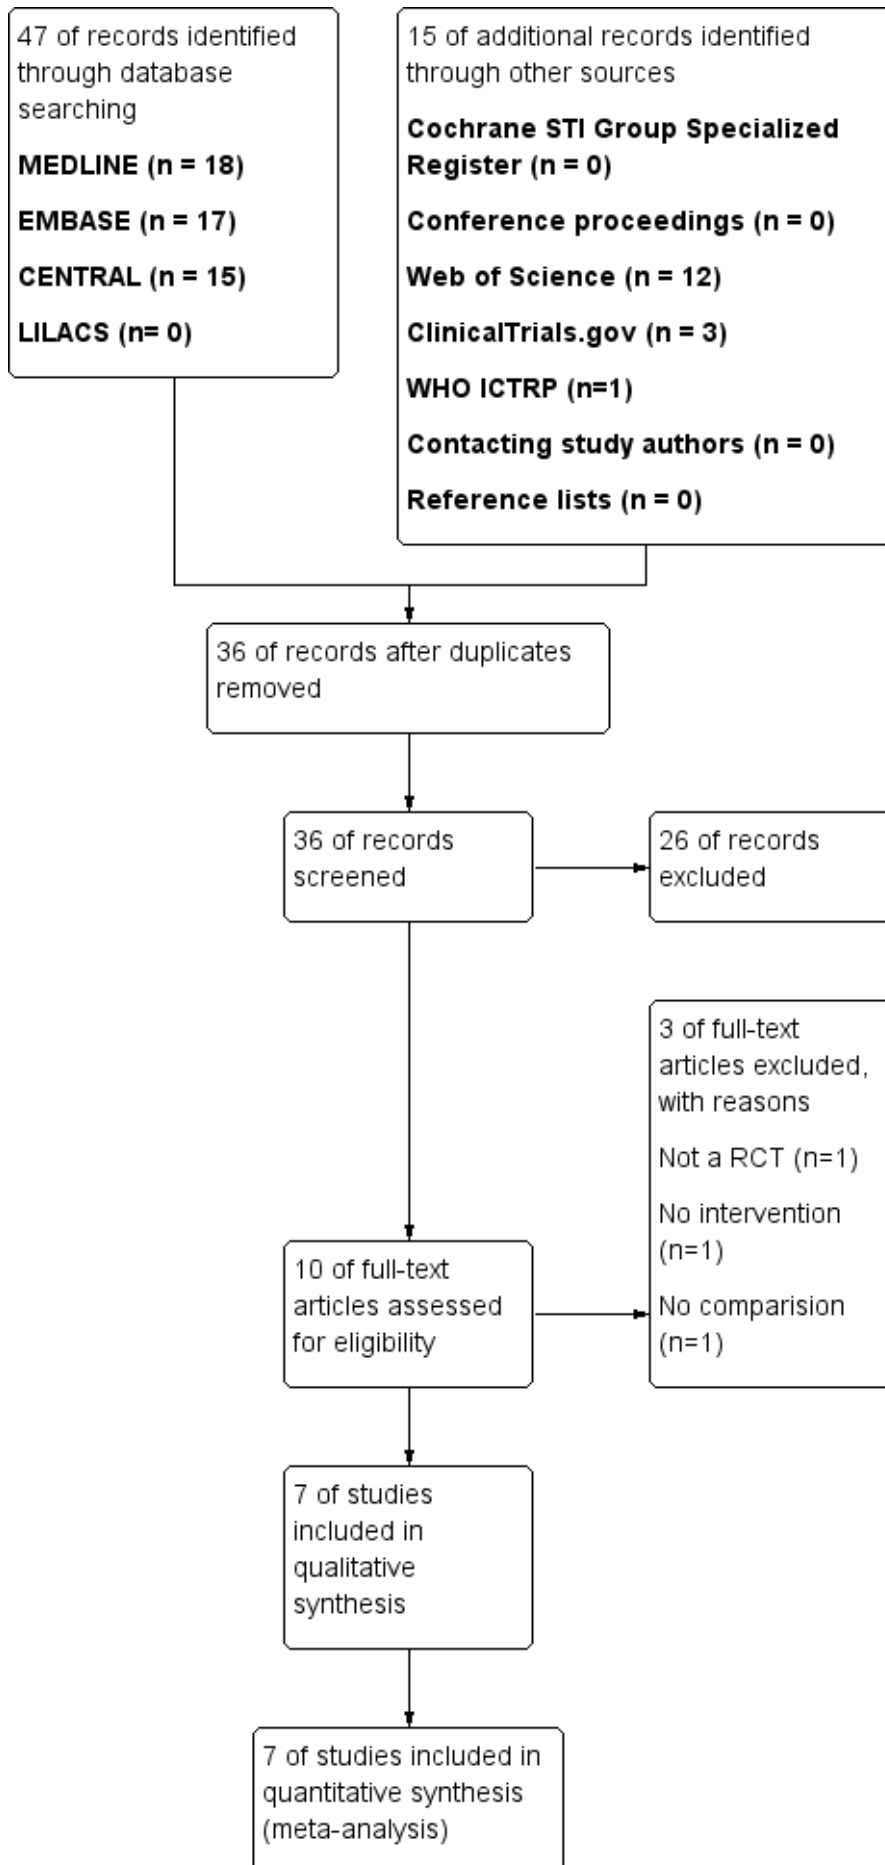 47 of records identified
through database
searching
MEDLINE (n = 18)
EMBASE (n = 17)
CENTRAL (n = 15)
LILACS (n= 0)
15 of additional records identified
through other sources
Cochrane STI Group Specialized
Register (n = 0)
Conference proceedings (n = 0)
Web of Science (n = 12)
ClinicalTrials.gov (n = 3)
WHO ICTRP (n=1)
Contacting study authors (n = 0)
Reference lists (n = 0)
36 of records after duplicates
removed
36 of records
screened
26 of records
excluded
3 of full-text
articles excluded,
with reasons
Not a RCT (n=1)
No intervention
(n=1)
No comparision
(n=1)
10 of full-text
articles assessed
for eligibility
7 of studies
included in
qualitative
synthesis
7 of studies included in
quantitative synthesis
(meta-analysis)